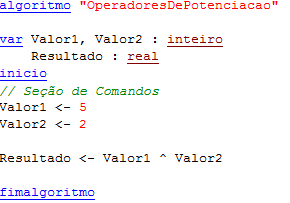 algoritmo "OperadoresDePotenciacao"
var Valor1, Valor2 : inteiro
Resultado : real
inicio
// Seção de Comandos
Valor1 <- 5
Valor2 <- 2
Resultado <- Valor1 ^ Valor2
fimalgoritmo